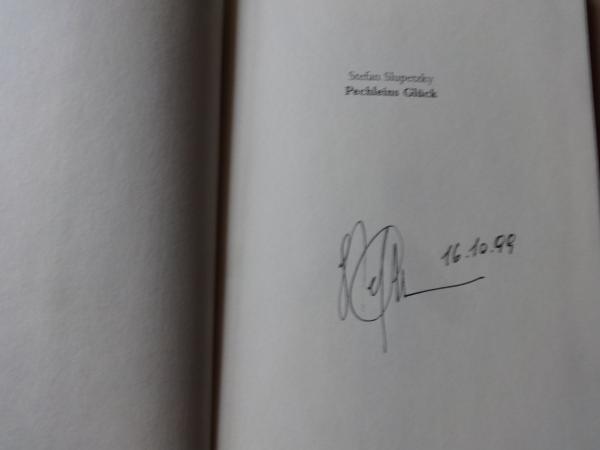 Stefan Slupetzky
Pechleins Glück
16.10.99